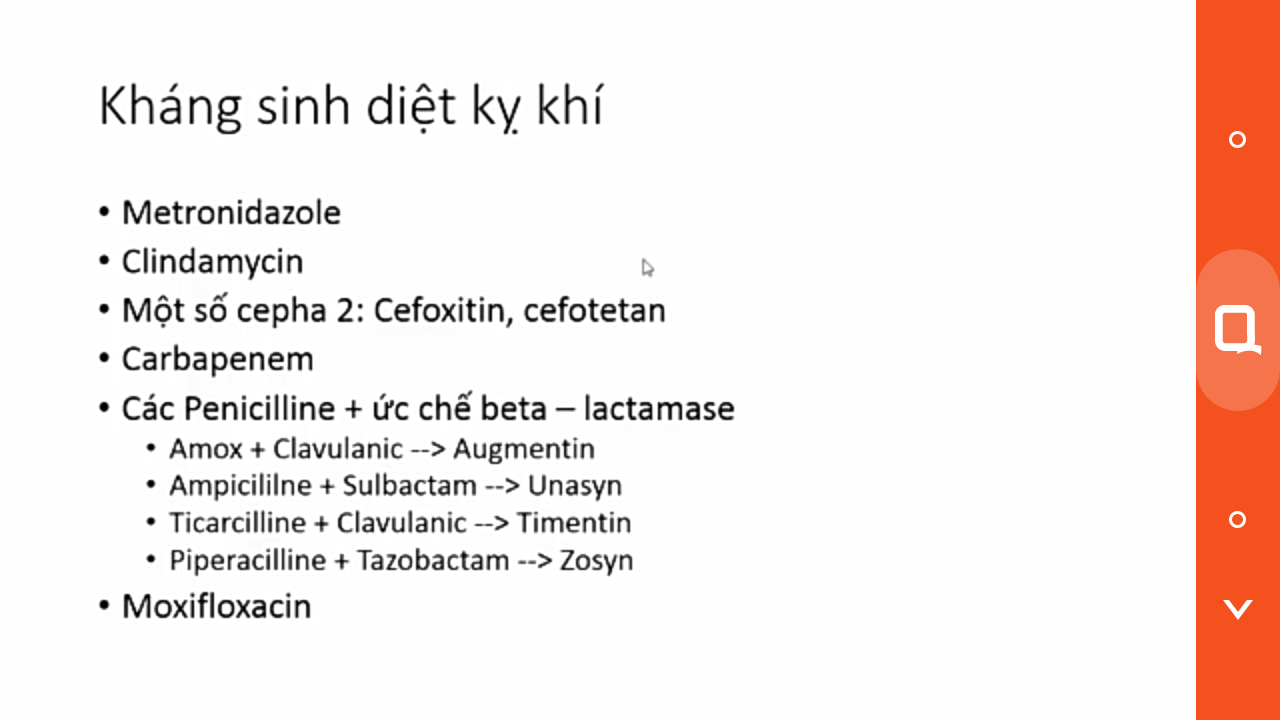 Kháng sinh diệt kỵ khí
• Metronidazole
• Clindamycin
• Một số cepha 2: Cefoxitin, cefotetan
• Carbapenem
• Các Penicilline + ức chế beta – lactamase
• Amox + Clavulanic --> Augmentin
• Ampicililne + Sulbactam --> Unasyn
• Ticarcilline + Clavulanic --> Timentin
• Piperacilline + Tazobactam --> Zosyn
• Moxifloxacin